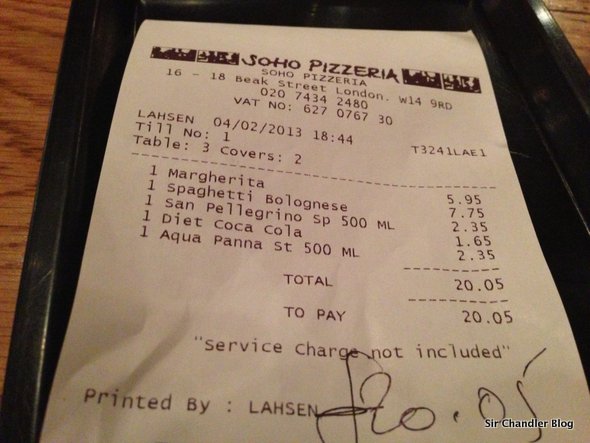 SOHO PIZZERIA
SOHO PIZZERIA
16 - 18 Beak Street London. W14 9RD
020 7434 2480
VAT NO: 627 0767 30
LAHSEN 04/02/2013 18:44
Till No: 1 T3241LAE1
Table: 3 Covers: 2
1 Margherita 5.95
1 Spaghetti Bolognese 7.75
1 San Pellegrino Sp 500 ML 2.35
1 Diet Coca Cola 1.65
1 Aqua Panna St 500 ML 2.35
TOTAL 20.05
TO PAY 20.05
"Service Charge not included"
Printed By : LAHSEN £20.05
Sir Chandler Blog